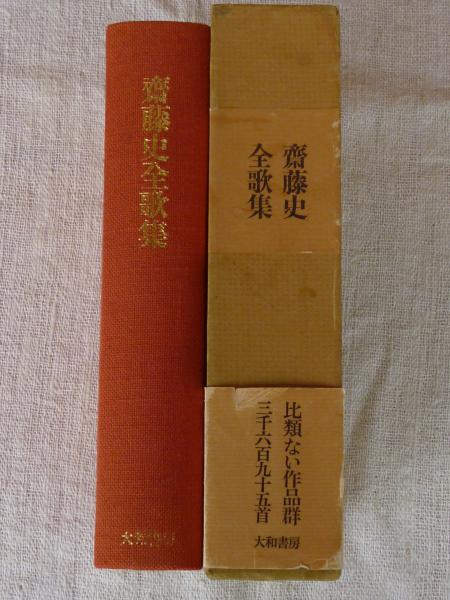 齋藤史全歌集
大和書房
齋藤史
全歌集
比類ない作品群
三千六百九十五首
大和書房